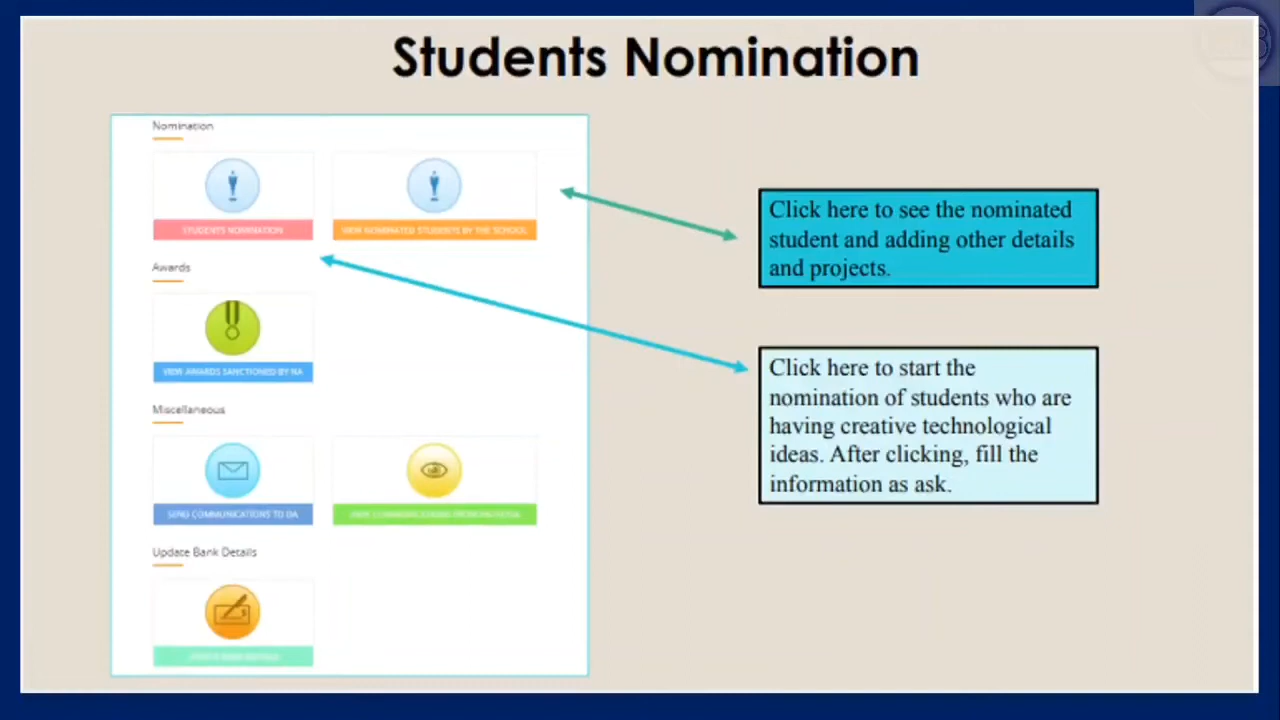 Students Nomination
Nomination
STUDENTS NOMINATION
VIEW NOMINATED STUDENTS BY THE SCHOOL
Awards
VIEW AWARDS SANCTIONED BY NA
Miscellaneous
SEND COMMUNICATIONS TO DA
Update Bank Details
Click here to see the nominated
student and adding other details
and projects.
Click here to start the
nomination of students who are
having creative technological
ideas. After clicking, fill the
information as ask.